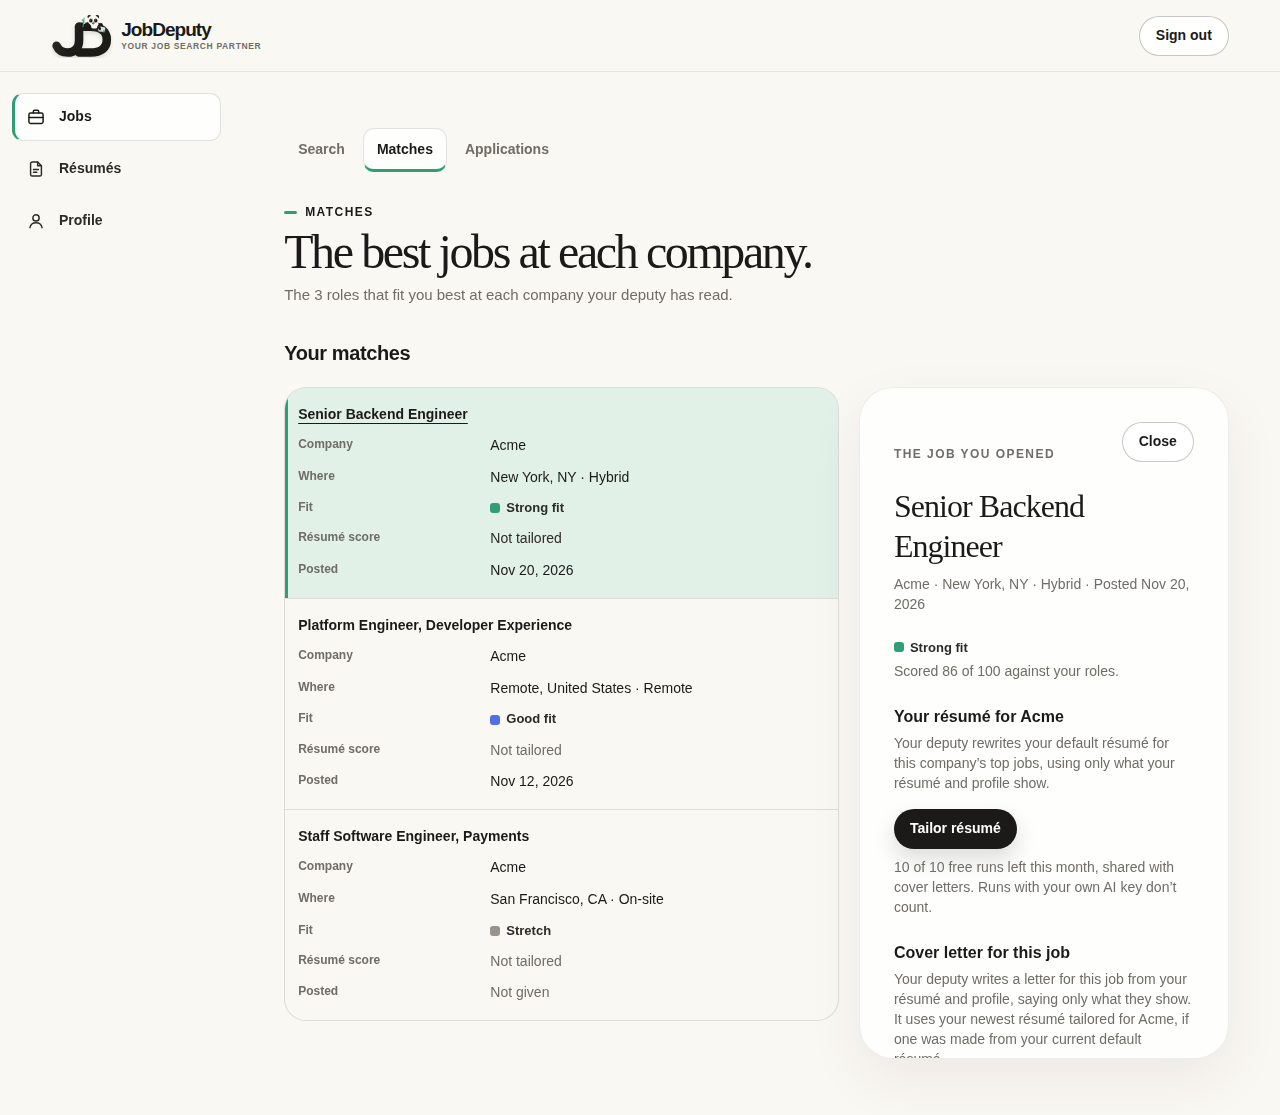 JobDeputy
YOUR JOB SEARCH PARTNER
Sign out
Jobs
Résumés
Profile
Search
Matches
Applications
MATCHES
The best jobs at each company.
The 3 roles that fit you best at each company your deputy has read.
Your matches
Senior Backend Engineer
Company
Acme
Where
New York, NY · Hybrid
Fit
Strong fit
Résumé score
Not tailored
Posted
Nov 20, 2026
Platform Engineer, Developer Experience
Company
Acme
Where
Remote, United States · Remote
Fit
Good fit
Résumé score
Not tailored
Posted
Nov 12, 2026
Staff Software Engineer, Payments
Company
Acme
Where
San Francisco, CA · On-site
Fit
Stretch
Résumé score
Not tailored
Posted
Not given
THE JOB YOU OPENED
Close
Senior Backend
Engineer
Acme · New York, NY · Hybrid · Posted Nov 20,
2026
Strong fit
Scored 86 of 100 against your roles.
Your résumé for Acme
Your deputy rewrites your default résumé for
this company’s top jobs, using only what your
résumé and profile show.
Tailor résumé
10 of 10 free runs left this month, shared with
cover letters. Runs with your own AI key don’t
count.
Cover letter for this job
Your deputy writes a letter for this job from your
résumé and profile, saying only what they show.
It uses your newest résumé tailored for Acme, if
one was made from your current default
résumé.